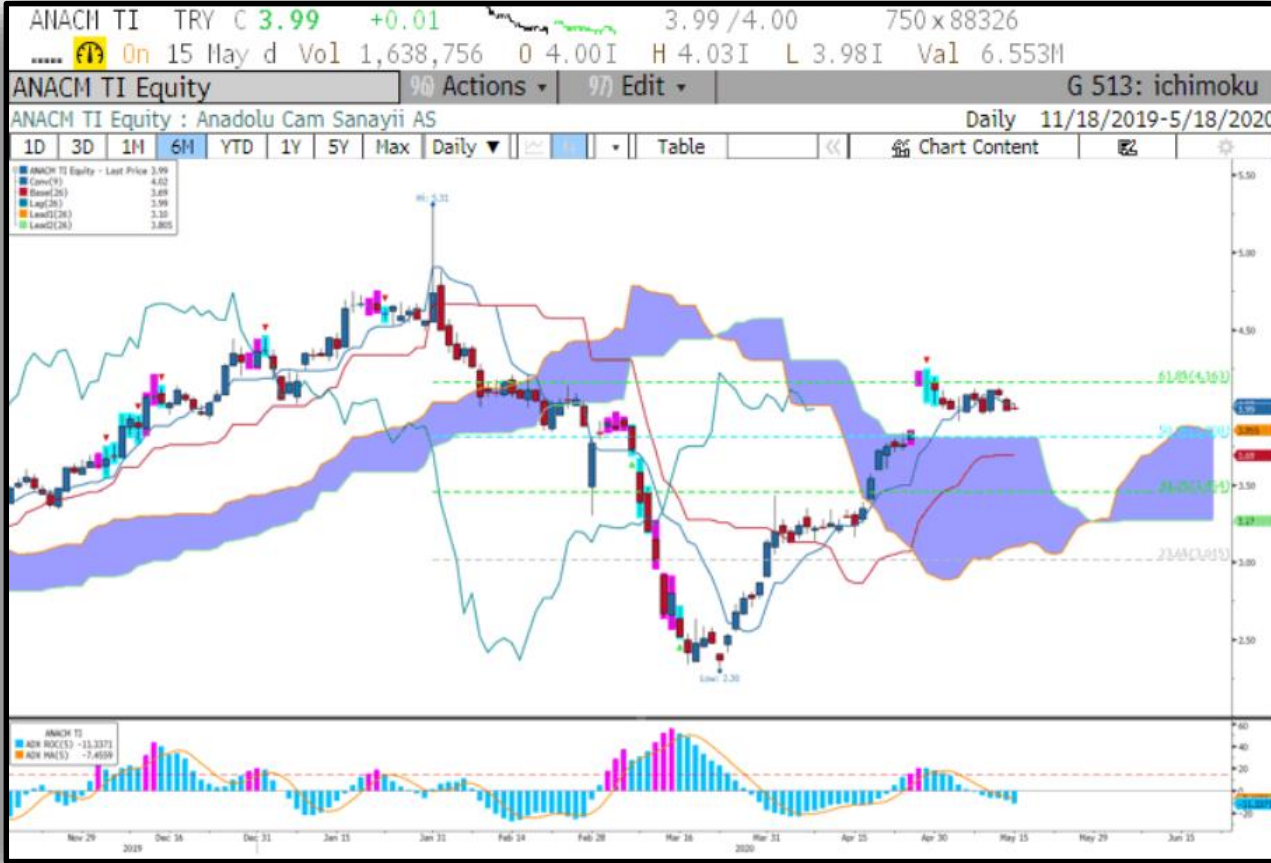 ANACM TI TRY C 3.99 +0.01 3.99 /4.00 750 x 88326
On 15 May d Vol 1,638,756 O 4.00I H 4.03I L 3.98I Val 6.553M
ANACM TI Equity 96) Actions 97) Edit G 513: ichimoku
ANACM TI Equity : Anadolu Cam Sanayii AS Daily 11/18/2019-5/18/2020
1D 3D 1M 6M YTD 1Y 5Y Max Daily ▼ Table Chart Content
ANACM TI Equity - Last Price 3.99
Conv(9) 4.02
Base(26) 3.69
Lag(26) 3.99
Lead1(26) 3.10
Lead2(26) 3.805
Hi: 5.31
5.50
5.00
4.50
61.8%(4.163)
3.69
3.50
23.6%(3.015)
3.00
2.50
Low: 2.30
ANACM TI
ADX ROC(5) -11.3371
ADX MA(5) -7.4559
60
40
20
0
-20
Nov 29 Dec 16 Dec 31 Jan 15 Jan 31 Feb 14 Feb 28 Mar 16 Mar 31 Apr 15 Apr 30 May 15 May 29 Jun 15
2019 2020